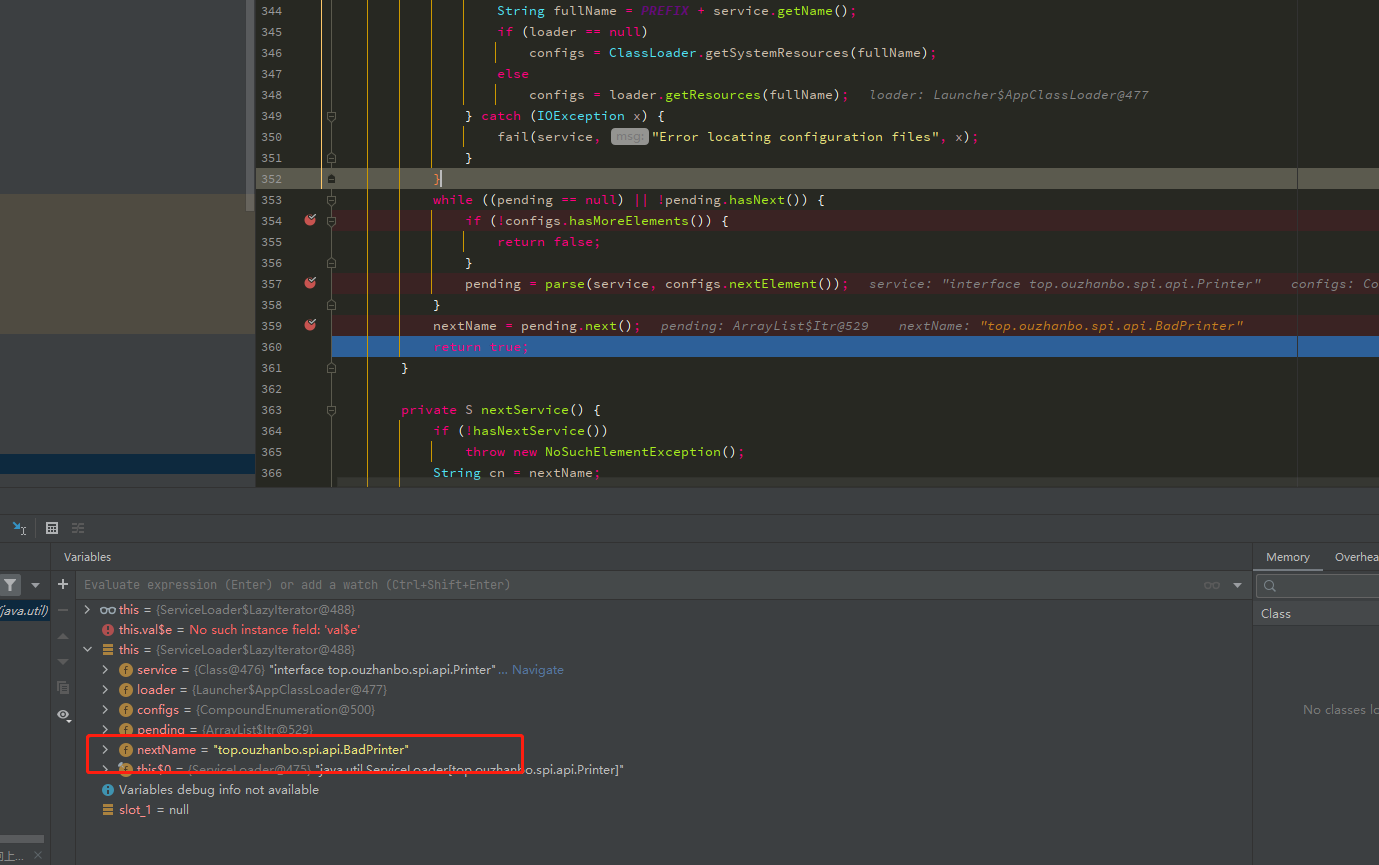 344 String fullName = PREFIX + service.getName();
345 if (loader == null)
346 configs = ClassLoader.getSystemResources(fullName);
347 else
348 configs = loader.getResources(fullName); loader: Launcher$AppClassLoader@477
349 } catch (IOException x) {
350 fail(service, msg: "Error locating configuration files", x);
351 }
352 }
353 while ((pending == null) || !pending.hasNext()) {
354 if (!configs.hasMoreElements()) {
355 return false;
356 }
357 pending = parse(service, configs.nextElement()); service: "interface top.ouzhanbo.spi.api.Printer" configs: Co
358 }
359 nextName = pending.next(); pending: ArrayList$Itr@529 nextName: "top.ouzhanbo.spi.api.BadPrinter"
360 return true;
361 }
362
363 private S nextService() {
364 if (!hasNextService())
365 throw new NoSuchElementException();
366 String cn = nextName;
Variables
Memory Overhea
Evaluate expression (Enter) or add a watch (Ctrl+Shift+Enter)
(java.util)
this = {ServiceLoader$LazyIterator@488}
Class
this.val$e = No such instance field: 'val$e'
this = {ServiceLoader$LazyIterator@488}
service = {Class@476} "interface top.ouzhanbo.spi.api.Printer" ... Navigate
loader = {Launcher$AppClassLoader@477}
configs = {CompoundEnumeration@500}
No classes lo
pending = {ArrayList$Itr@529}
nextName = "top.ouzhanbo.spi.api.BadPrinter"
this$0 = {ServiceLoader@475} "java.util.ServiceLoader[top.ouzhanbo.spi.api.Printer]"
Variables debug info not available
slot_1 = null